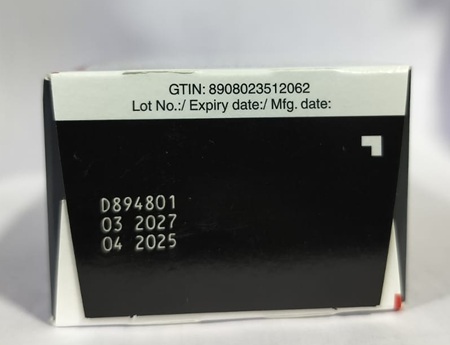 GTIN: 8908023512062
Lot No.:/ Expiry date:/ Mfg. date:
D894801
03 2027
04 2025